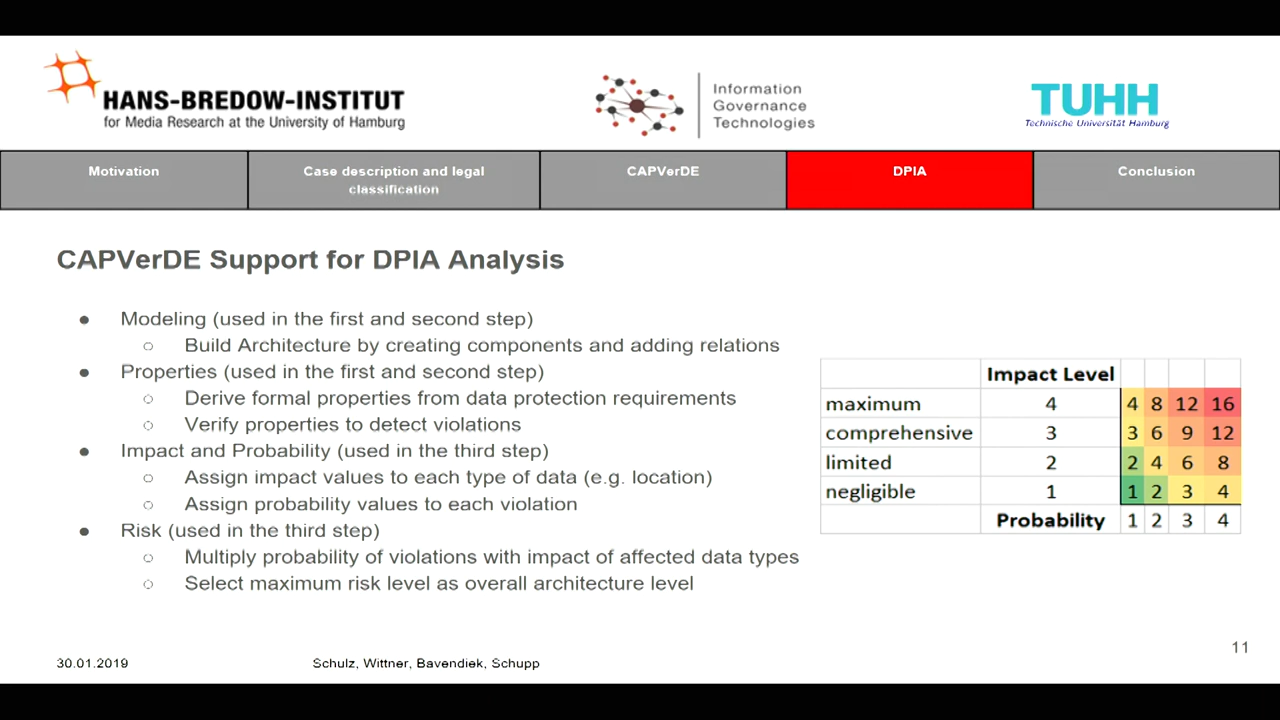 HANS-BREDOW-INSTITUT
for Media Research at the University of Hamburg
Information
Governance
Technologies
TUHH
Technische Universität Hamburg
Motivation
Case description and legal
classification
CAPVerDE
DPIA
Conclusion
CAPVerDE Support for DPIA Analysis
● Modeling (used in the first and second step)
○ Build Architecture by creating components and adding relations
● Properties (used in the first and second step)
○ Derive formal properties from data protection requirements
○ Verify properties to detect violations
● Impact and Probability (used in the third step)
○ Assign impact values to each type of data (e.g. location)
○ Assign probability values to each violation
● Risk (used in the third step)
○ Multiply probability of violations with impact of affected data types
○ Select maximum risk level as overall architecture level
Impact Level
maximum 4 4 8 12 16
comprehensive 3 3 6 9 12
limited 2 2 4 6 8
negligible 1 1 2 3 4
Probability 1 2 3 4
11
30.01.2019 Schulz, Wittner, Bavendiek, Schupp